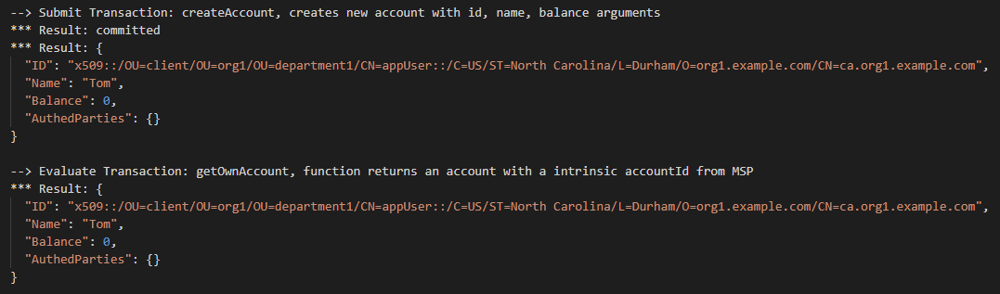 --> Submit Transaction: createAccount, creates new account with id, name, balance arguments
*** Result: committed
*** Result: {
  "ID": "x509::/OU=client/OU=org1/OU=department1/CN=appUser::/C=US/ST=North Carolina/L=Durham/O=org1.example.com/CN=ca.org1.example.com",
  "Name": "Tom",
  "Balance": 0,
  "AuthedParties": {}
}

--> Evaluate Transaction: getOwnAccount, function returns an account with a intrinsic accountId from MSP
*** Result: {
  "ID": "x509::/OU=client/OU=org1/OU=department1/CN=appUser::/C=US/ST=North Carolina/L=Durham/O=org1.example.com/CN=ca.org1.example.com",
  "Name": "Tom",
  "Balance": 0,
  "AuthedParties": {}
}